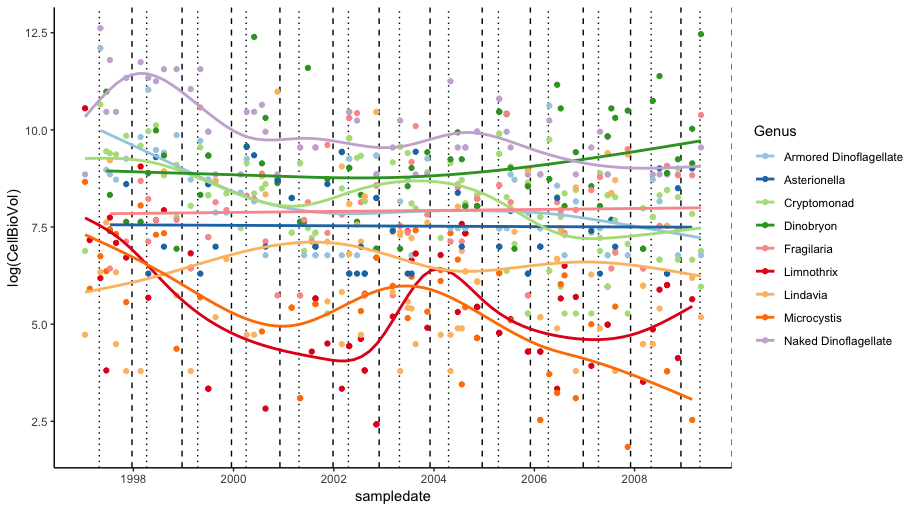 log(CellBioVol)
12.5
10.0
7.5
5.0
2.5
1998
2000
2002
2004
2006
2008
sampledate
Genus
Armored Dinoflagellate
Asterionella
Cryptomonad
Dinobryon
Fragilaria
Limnothrix
Lindavia
Microcystis
Naked Dinoflagellate